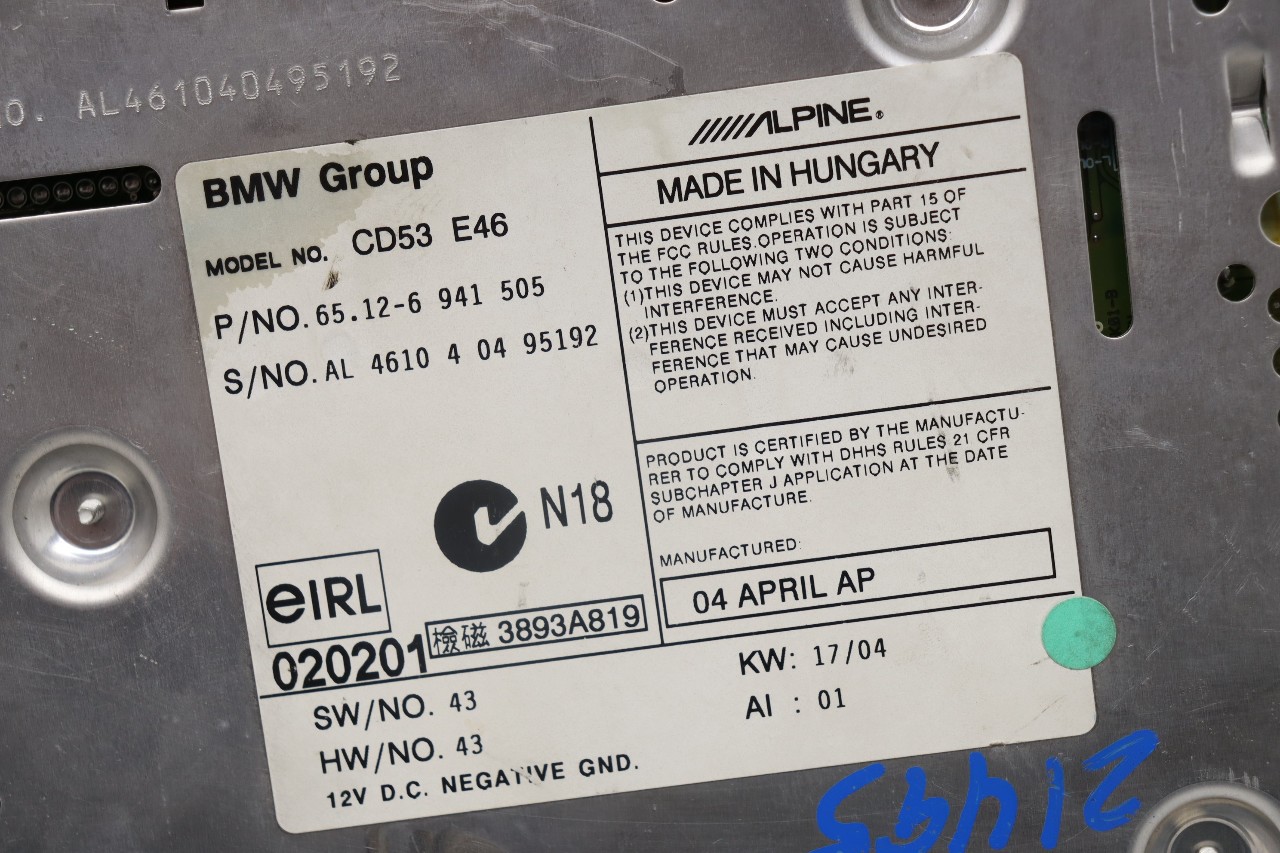 O. AL461040495192
BMW Group
MODEL NO. CD53 E46
P/NO. 65.12-6 941 505
S/NO. AL 4610 4 04 95192
N18
eIRL
020201
檢磁 3893A819
ALPINE®
MADE IN HUNGARY
THIS DEVICE COMPLIES WITH PART 15 OF
THE FCC RULES.OPERATION IS SUBJECT
TO THE FOLLOWING TWO CONDITIONS:
(1)THIS DEVICE MAY NOT CAUSE HARMFUL
INTERFERENCE.
(2)THIS DEVICE MUST ACCEPT ANY INTER-
FERENCE RECEIVED INCLUDING INTER-
FERENCE THAT MAY CAUSE UNDESIRED
OPERATION.
PRODUCT IS CERTIFIED BY THE MANUFACTU-
RER TO COMPLY WITH DHHS RULES 21 CFR
SUBCHAPTER J APPLICATION AT THE DATE
OF MANUFACTURE.
MANUFACTURED:
04 APRIL AP
SW/NO. 43
HW/NO. 43
12V D.C. NEGATIVE GND.
KW: 17/04
AI : 01